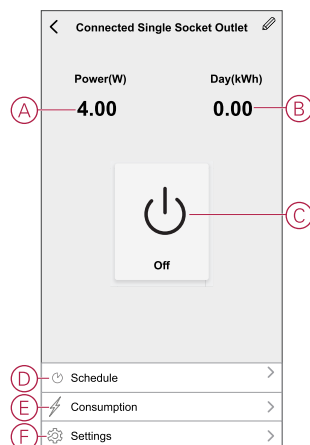 Connected Single Socket Outlet
Power(W) Day(kWh)
A 4.00 0.00 B
C
Off
D Schedule
E Consumption
F Settings